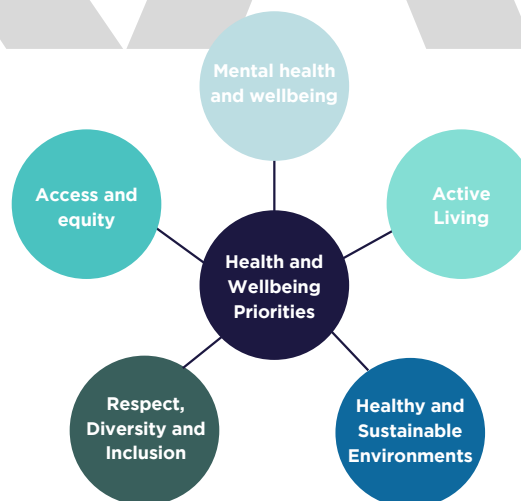 Mental health
and wellbeing
Access and
equity
Active
Living
Health and
Wellbeing
Priorities
Respect,
Diversity and
Inclusion
Healthy and
Sustainable
Environments